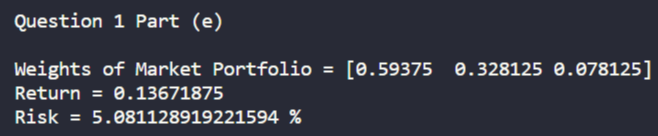 Question 1 Part (e)
Weights of Market Portfolio = [0.59375  0.328125 0.078125]
Return = 0.13671875
Risk = 5.081128919221594 %